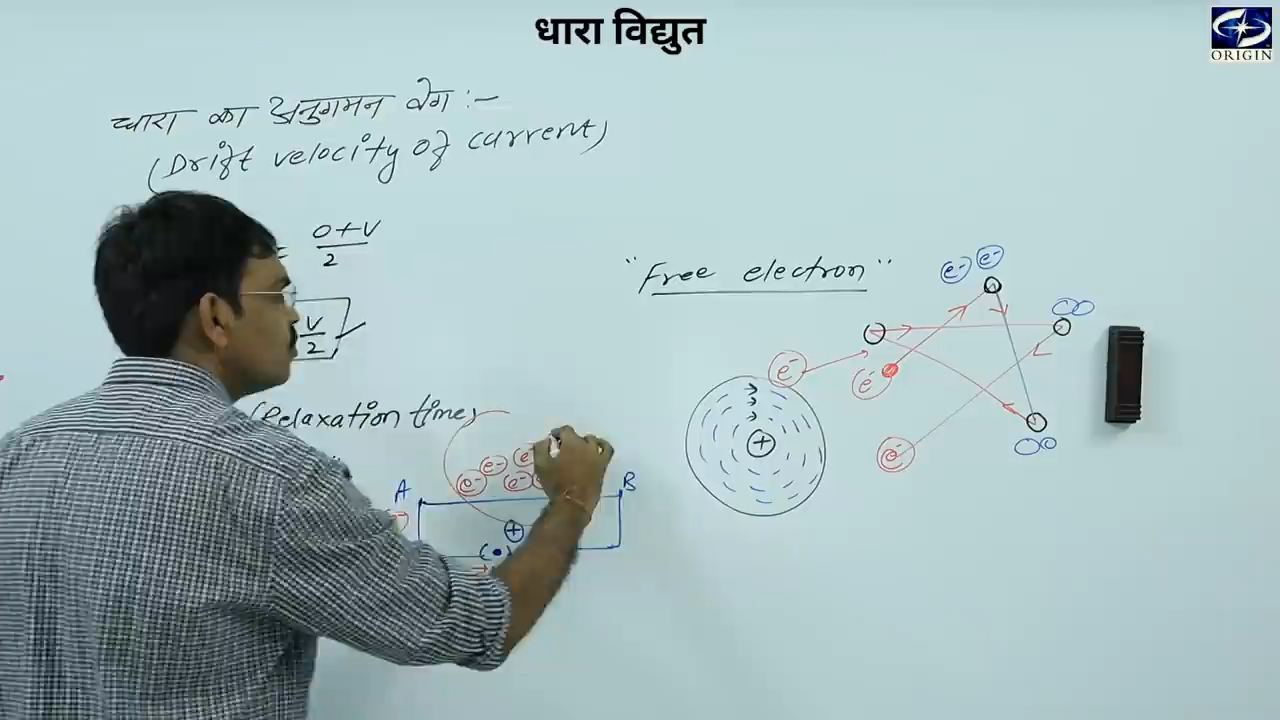 धारा विद्युत
ORIGIN
धारा का अनुगमन वेग :-
(Drift velocity of current)
= 0+V
2
V
2
(Relaxation time)
"Free electron"
e- e-
e-
e-
e-
+
e- e-
e- e-
A B
+